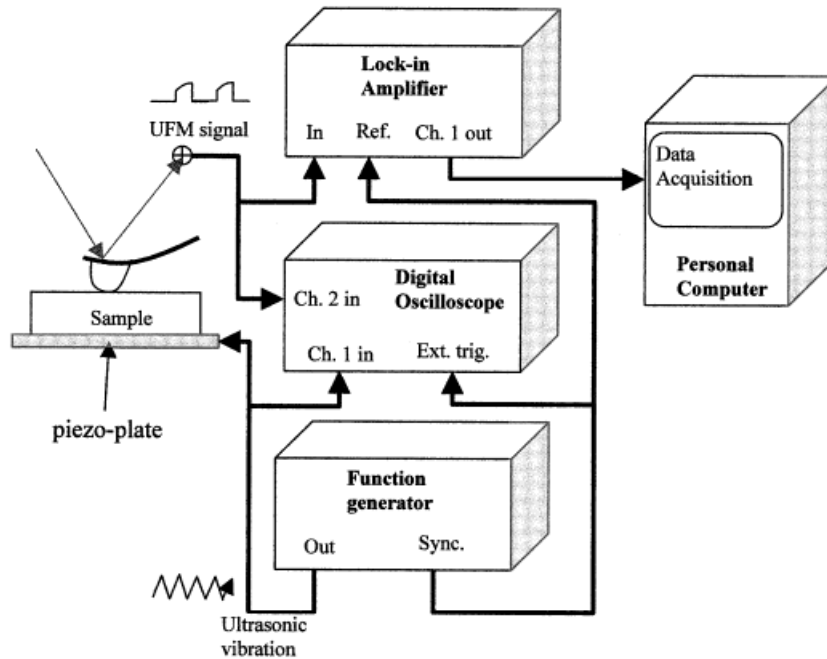 Lock-in
Amplifier
In Ref. Ch. 1 out
UFM signal
Data
Acquisition
Personal
Computer
Digital
Oscilloscope
Ch. 2 in
Ch. 1 in Ext. trig.
Sample
piezo-plate
Function
generator
Out Sync.
Ultrasonic
vibration